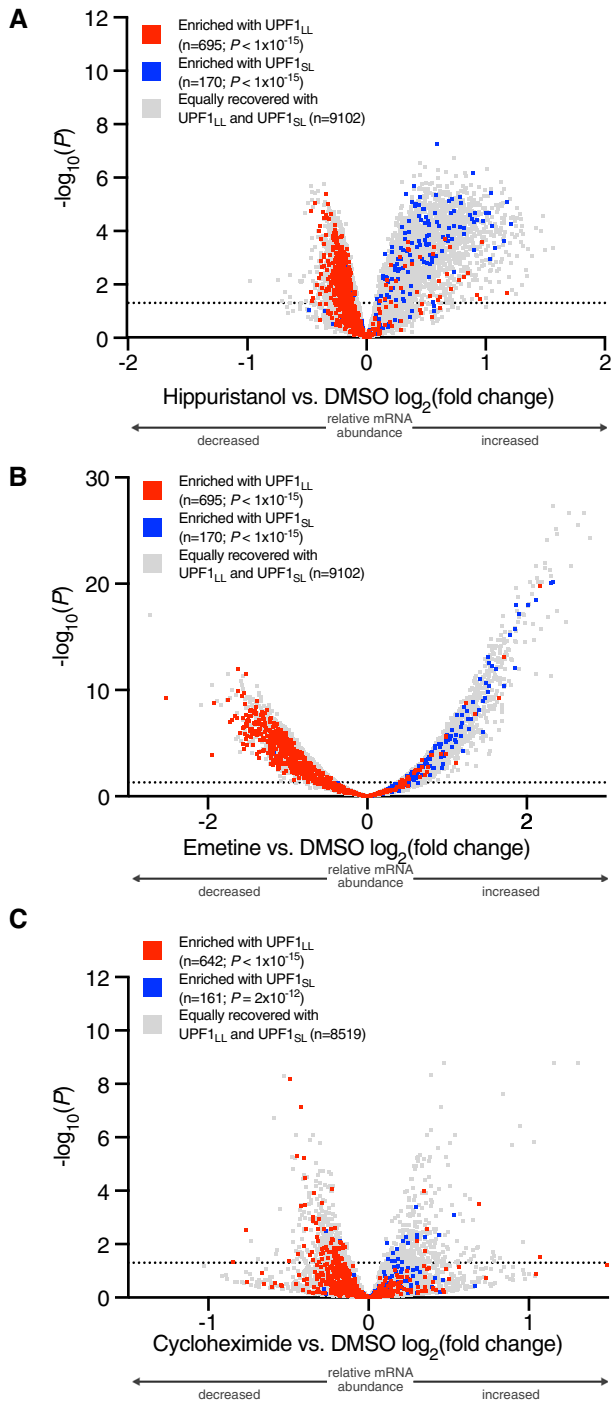 A
Enriched with UPF1LL
(n=695; P < 1x10-15)
Enriched with UPF1SL
(n=170; P < 1x10-15)
Equally recovered with
UPF1LL and UPF1SL (n=9102)
12
10
8
6
4
2
0
-log10(P)
-2
-1
0
1
2
Hippuristanol vs. DMSO log2(fold change)
relative mRNA
abundance
decreased
increased
B
Enriched with UPF1LL
(n=695; P < 1x10-15)
Enriched with UPF1SL
(n=170; P < 1x10-15)
Equally recovered with
UPF1LL and UPF1SL (n=9102)
30
20
10
0
-log10(P)
-2
0
2
Emetine vs. DMSO log2(fold change)
relative mRNA
abundance
decreased
increased
C
Enriched with UPF1LL
(n=642; P < 1x10-15)
Enriched with UPF1SL
(n=161; P = 2x10-12)
Equally recovered with
UPF1LL and UPF1SL (n=8519)
12
10
8
6
4
2
0
-log10(P)
-1
0
1
Cycloheximide vs. DMSO log2(fold change)
relative mRNA
abundance
decreased
increased